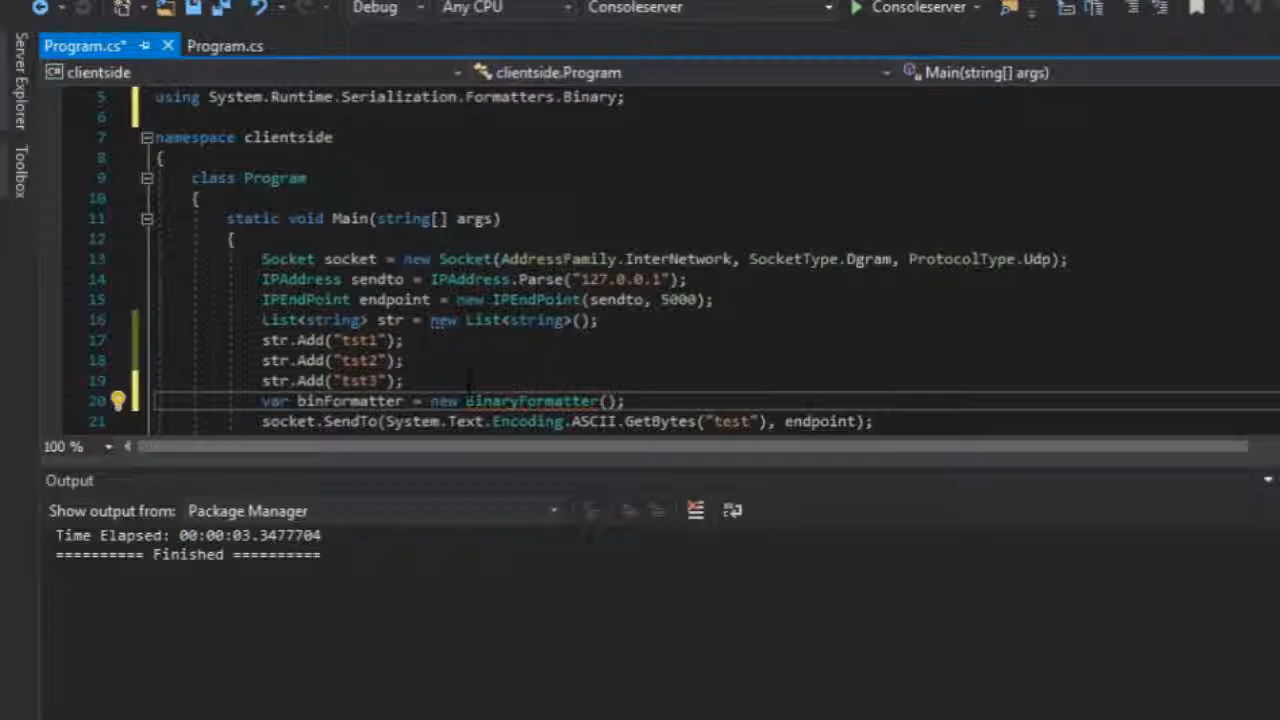 Debug Any CPU Consoleserver Consoleserver
Program.cs* Program.cs
Server Explorer
Toolbox
clientside clientside.Program Main(string[] args)
5 using System.Runtime.Serialization.Formatters.Binary;
6
7 namespace clientside
8 {
9 class Program
10 {
11 static void Main(string[] args)
12 {
13 Socket socket = new Socket(AddressFamily.InterNetwork, SocketType.Dgram, ProtocolType.Udp);
14 IPAddress sendto = IPAddress.Parse("127.0.0.1");
15 IPEndPoint endpoint = new IPEndPoint(sendto, 5000);
16 List<string> str = new List<string>();
17 str.Add("tst1");
18 str.Add("tst2");
19 str.Add("tst3");
20 var binFormatter = new BinaryFormatter();
21 socket.SendTo(System.Text.Encoding.ASCII.GetBytes("test"), endpoint);
100 %
Output
Show output from: Package Manager
Time Elapsed: 00:00:03.3477704
========== Finished ==========